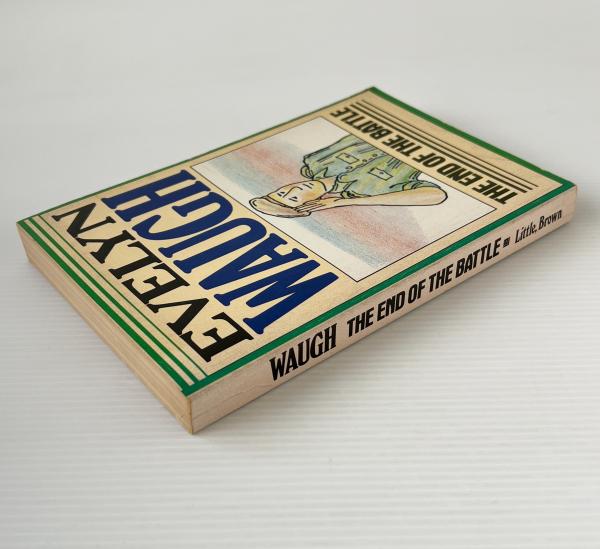 EVELYN
WAUGH
THE END OF THE BATTLE
WAUGH THE END OF THE BATTLE Little, Brown